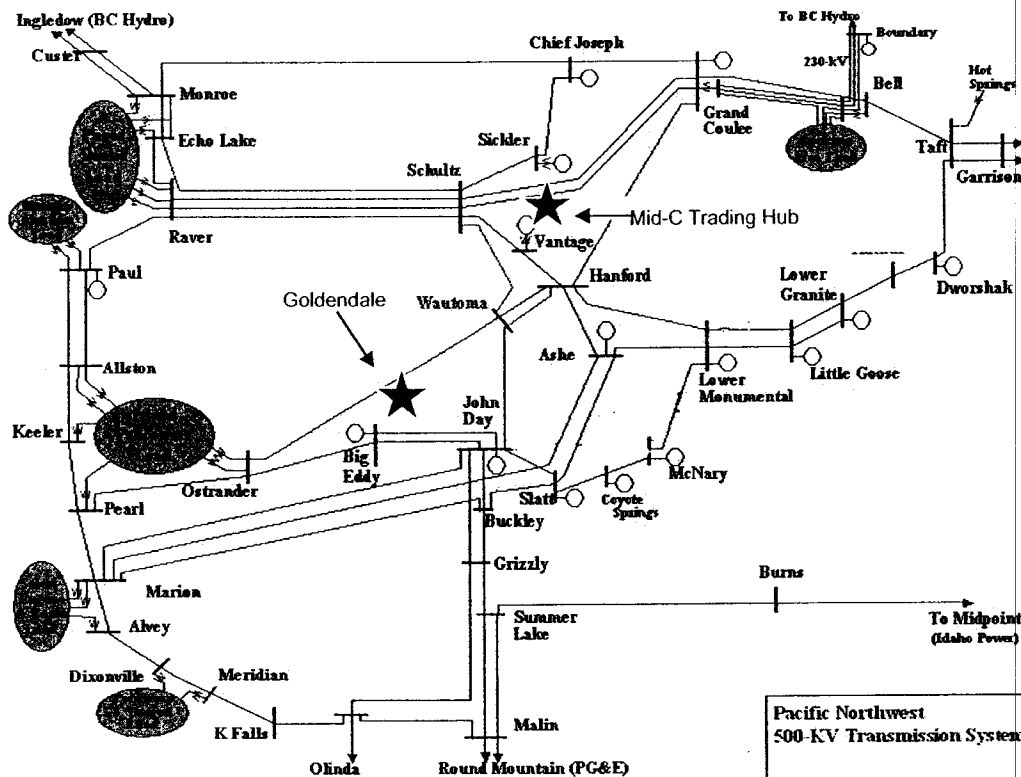 Ingledow (BC Hydro)
To BC Hydro
Boundary
Custer
Chief Joseph
230-kV
Bell
Hot
Springs
Monroe
Echo Lake
Grand
Coulee
Taft
Garrison
Sickler
Schultz
Mid-C Trading Hub
Raver
Vantage
Paul
Hanford
Lower
Granite
Dworshak
Goldendale
Wautoma
Ashe
Allston
Lower
Monumental
Little Goose
John
Day
Keeler
Big
Eddy
McNary
Ostrander
Slatt
Coyote
Springs
Pearl
Buckley
Grizzly
Marion
Burns
Alvey
Summer
Lake
To Midpoint
(Idaho Power)
Dixonville
Meridian
K Falls
Malin
Pacific Northwest
500-KV Transmission System
Olinda
Round Mountain (PG&E)